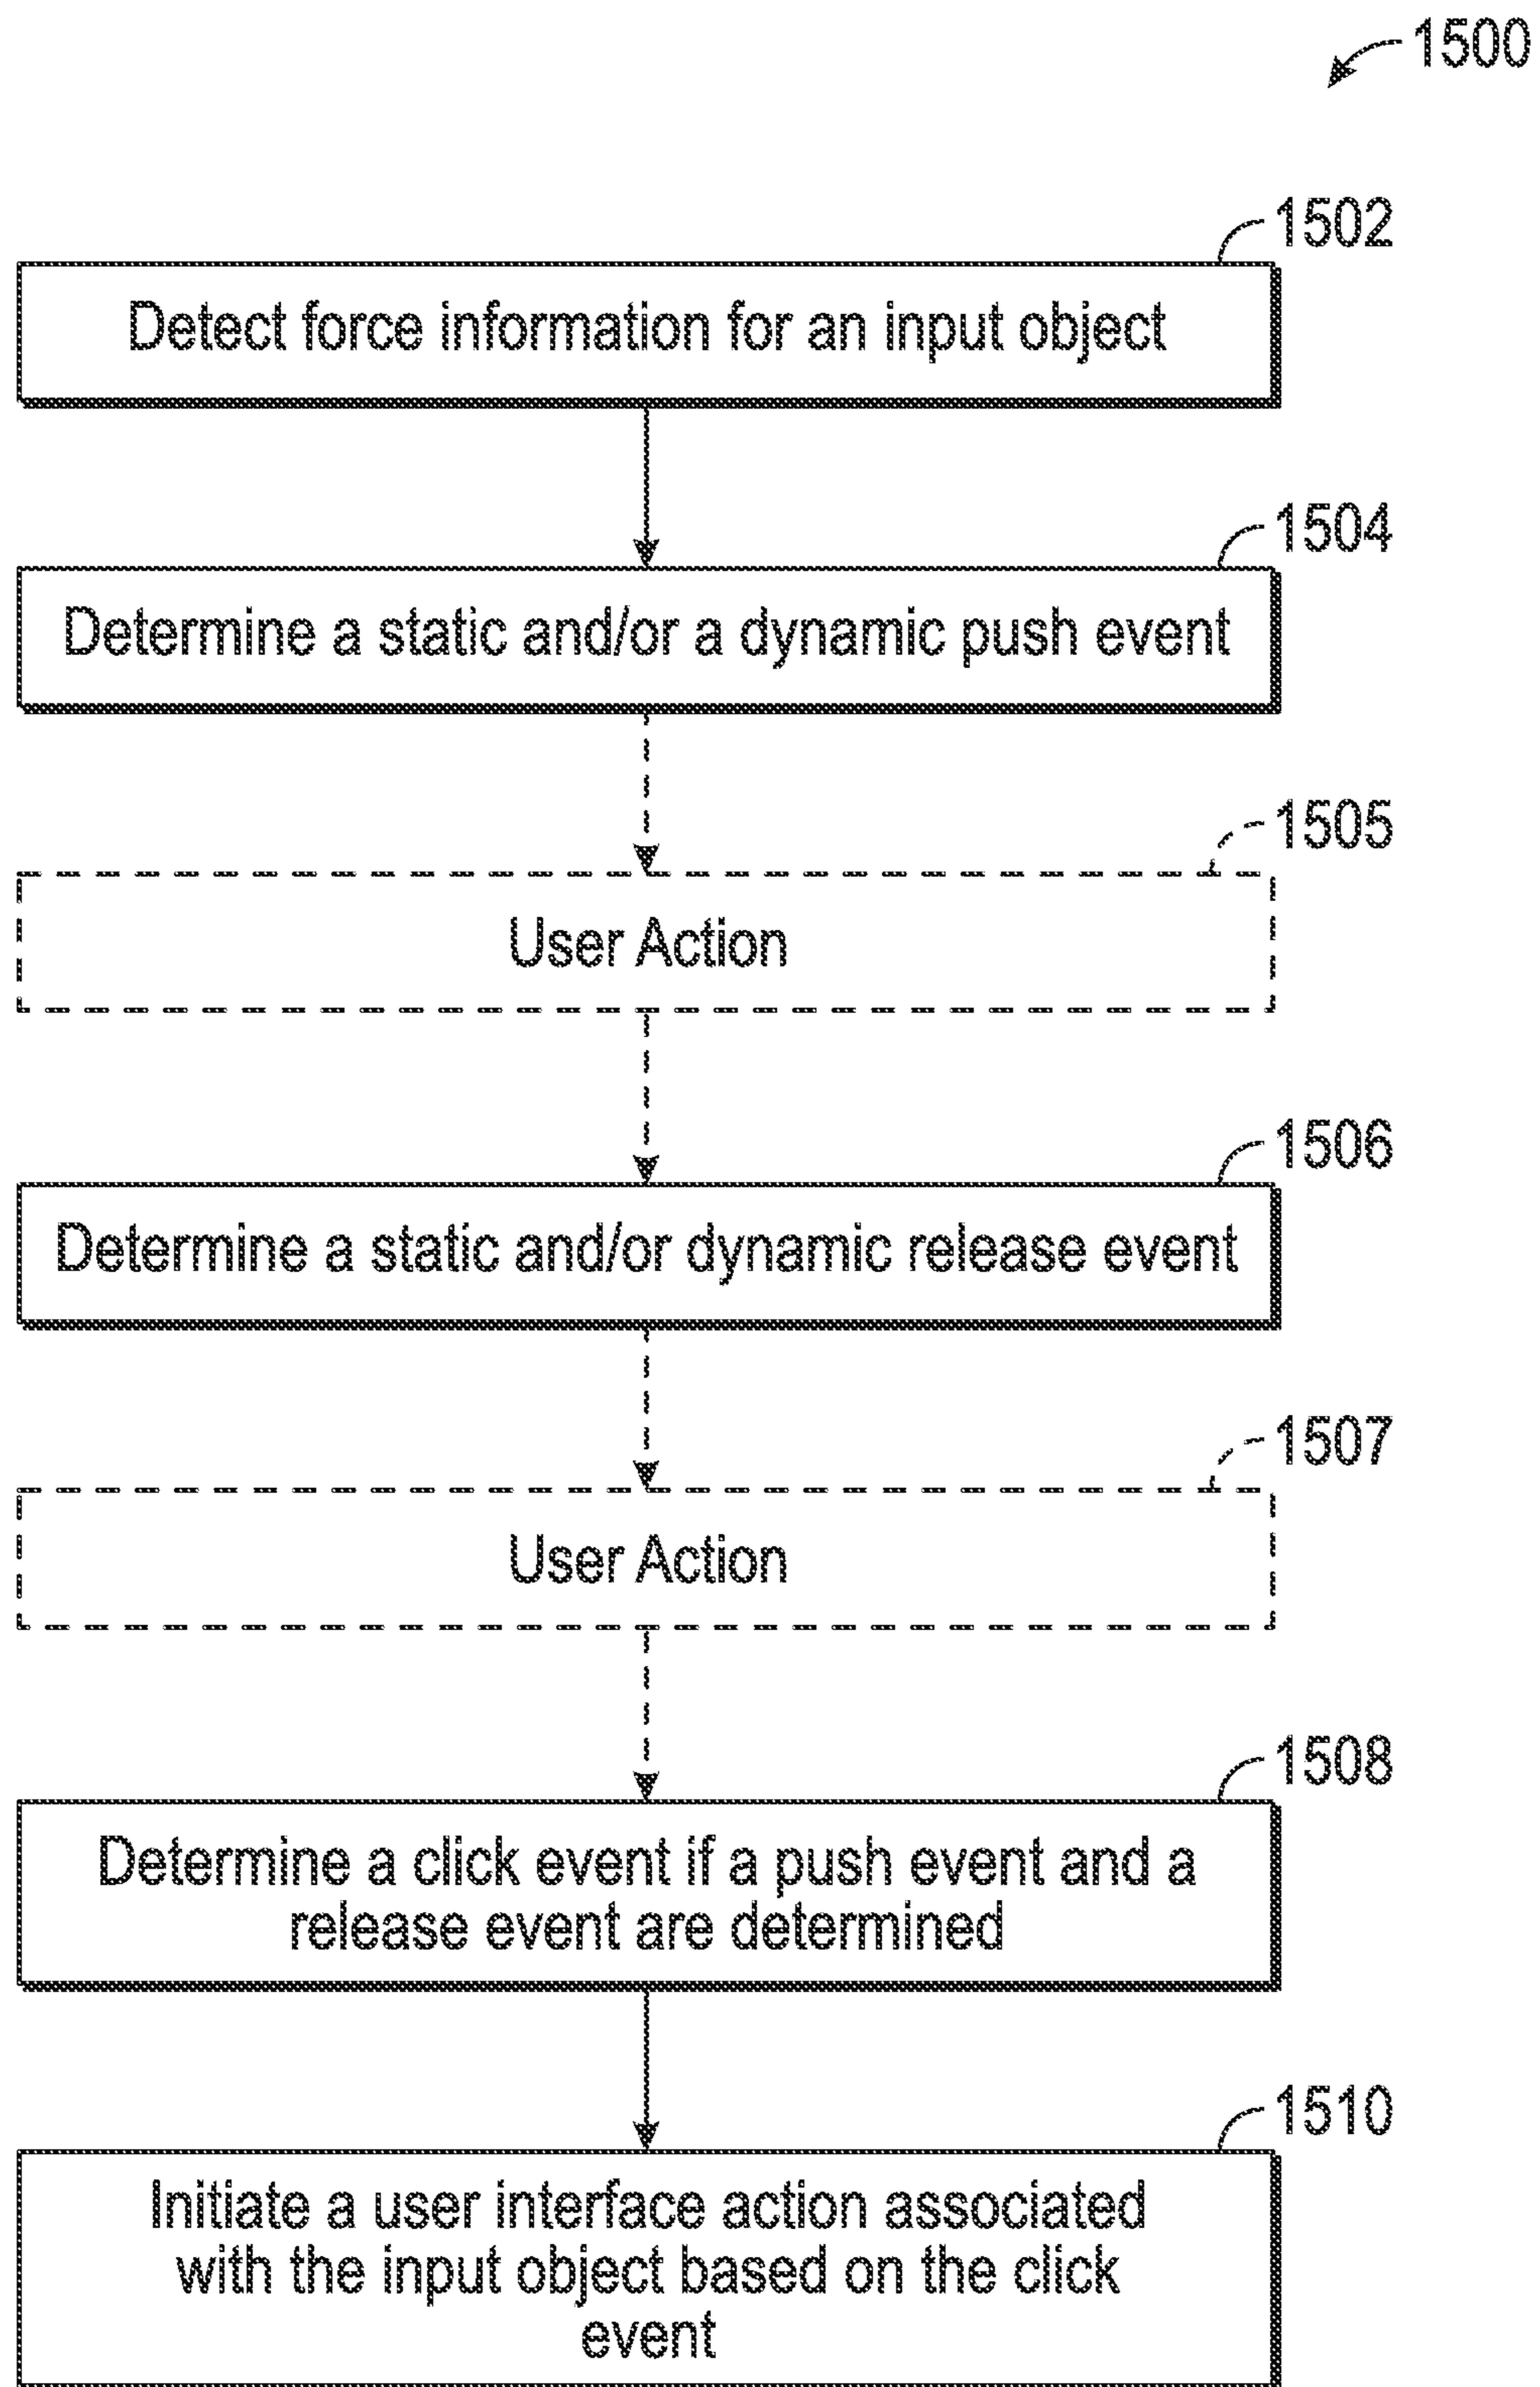 1500
1502
Detect force information for an input object
1504
Determine a static and/or a dynamic push event
1505
User Action
1506
Determine a static and/or dynamic release event
1507
User Action
1508
Determine a click event if a push event and a
release event are determined
1510
Initiate a user interface action associated
with the input object based on the click
event